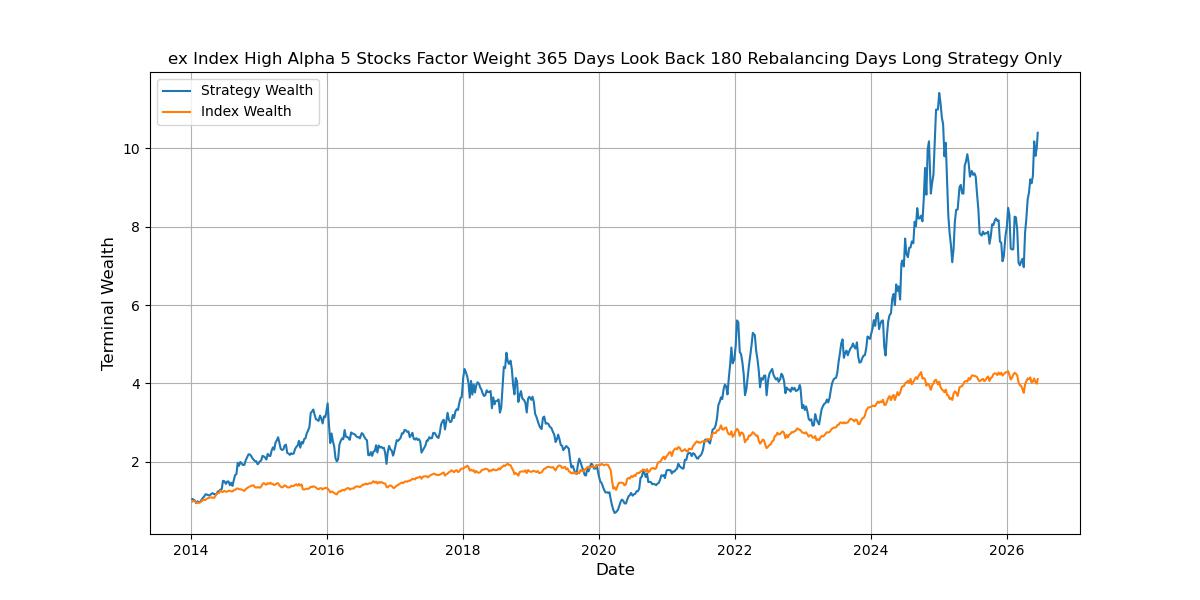 ex Index High Alpha 5 Stocks Factor Weight 365 Days Look Back 180 Rebalancing Days Long Strategy Only
Strategy Wealth
Index Wealth
Terminal Wealth
10
8
6
4
2
2014 2016 2018 2020 2022 2024 2026
Date